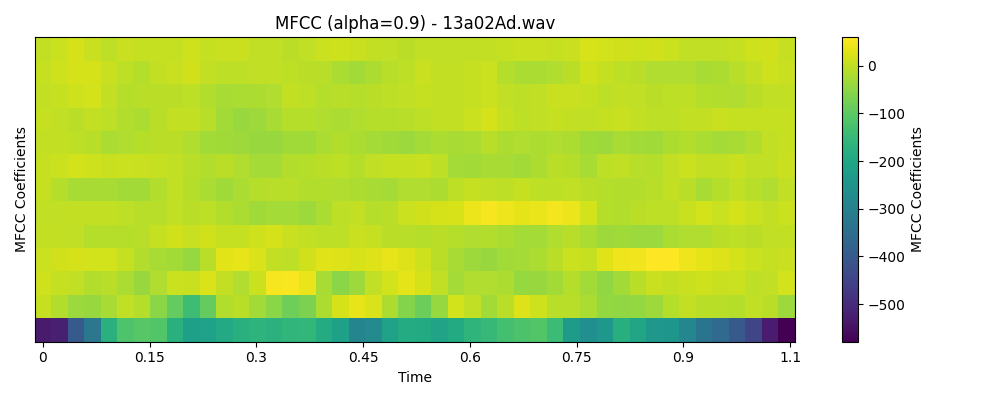 MFCC (alpha=0.9) - 13a02Ad.wav
MFCC Coefficients
0 0.15 0.3 0.45 0.6 0.75 0.9 1.1
Time
0
−100
−200
−300
−400
−500
MFCC Coefficients